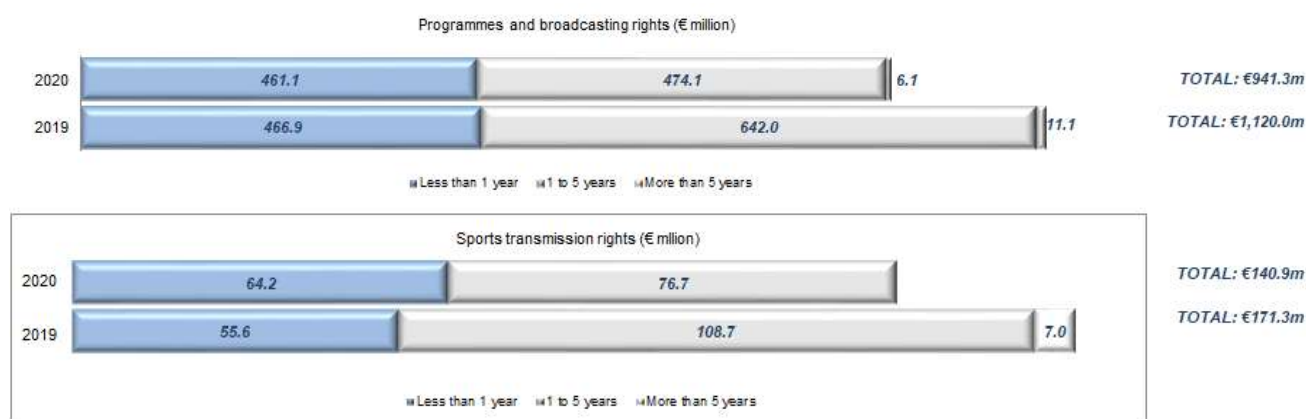 Programmes and broadcasting rights (€ million)
2020 461.1 474.1 6.1 TOTAL: €941.3m
2019 466.9 642.0 11.1 TOTAL: €1,120.0m
Less than 1 year 1 to 5 years More than 5 years
Sports transmission rights (€ mllion)
2020 64.2 76.7 TOTAL: €140.9m
2019 55.6 108.7 7.0 TOTAL: €171.3m
Less than 1 year 1 to 5 years More than 5 years